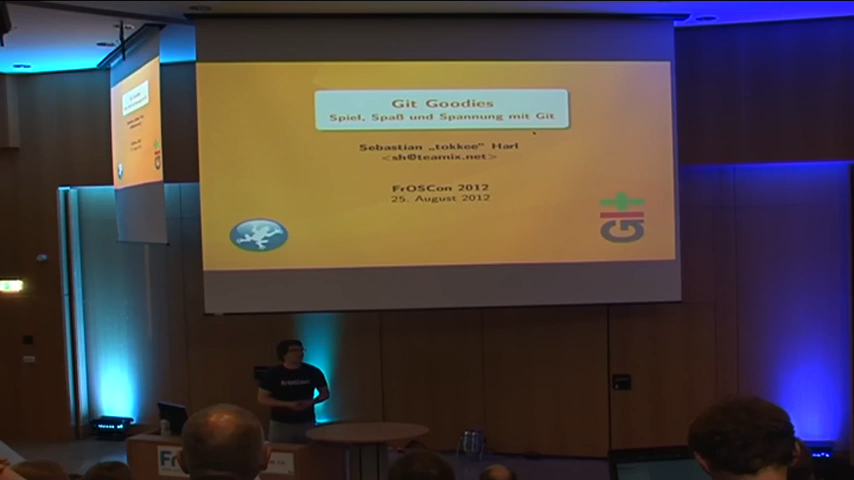 Git Goodies
Spiel, Spaß und Spannung mit Git
Sebastian „tokkee” Harl
<sh@teamix.net>
FrOSCon 2012
25. August 2012
git